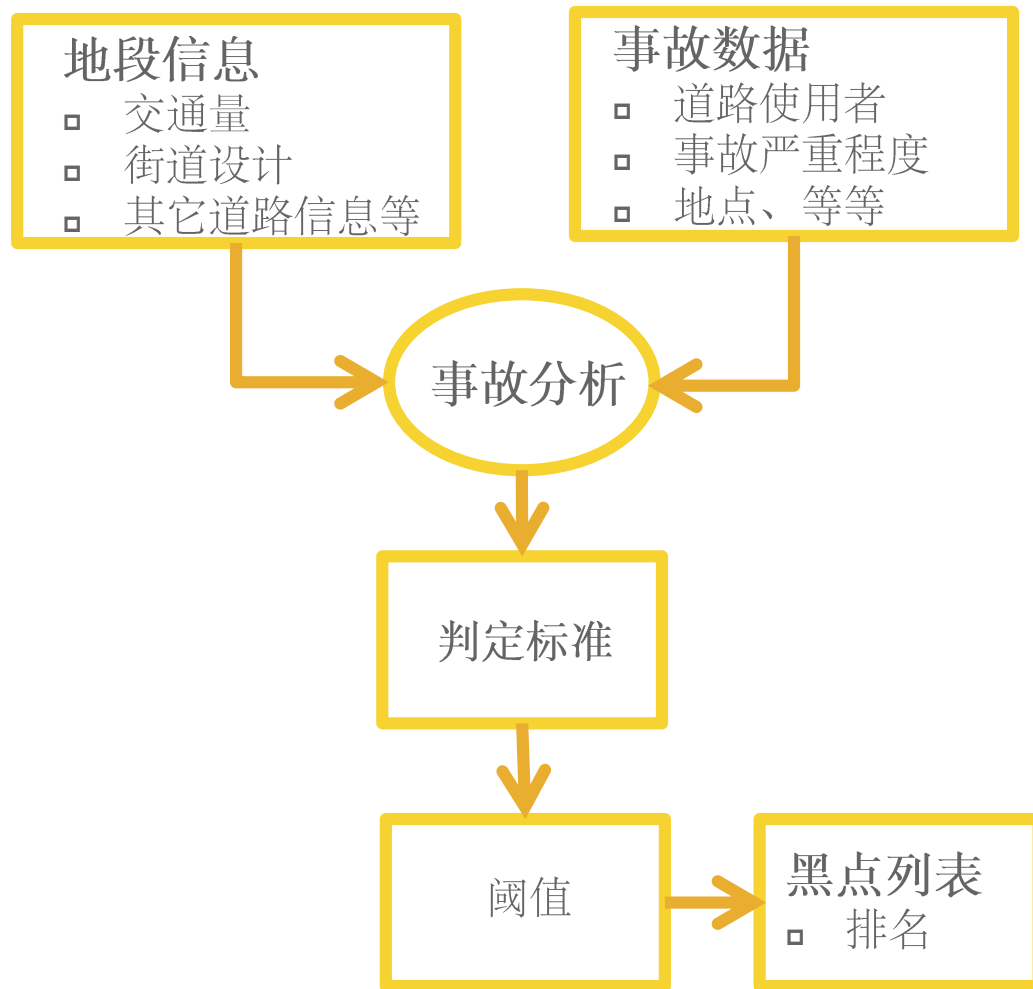 地段信息
交通量
街道设计
其它道路信息等
事故数据
道路使用者
事故严重程度
地点、等等
事故分析
判定标准
阈值
黑点列表
排名